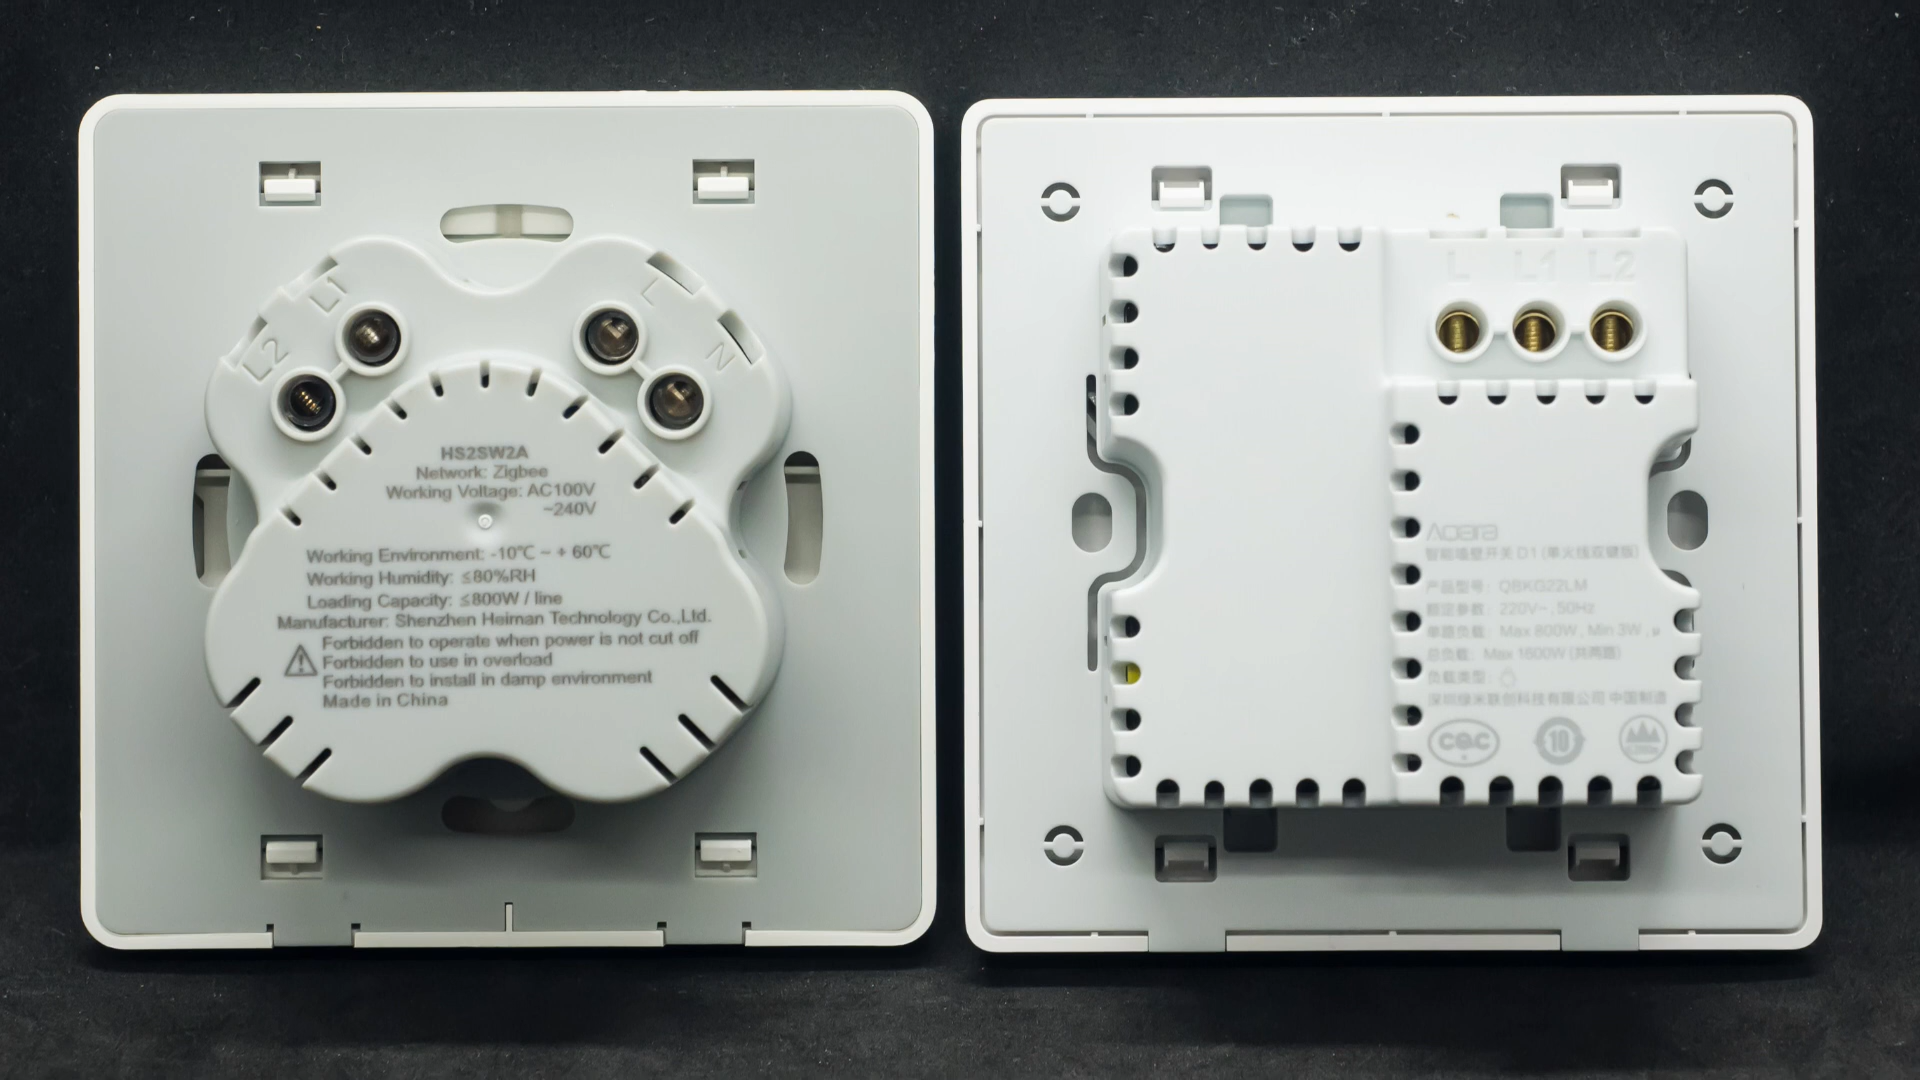 L1
L2
L
N
HS2SW2A
Network: Zigbee
Working Voltage: AC100V
~240V
Working Environment: -10℃ ~ + 60℃
Working Humidity: ≤80%RH
Loading Capacity: ≤800W / line
Manufacturer: Shenzhen Heiman Technology Co.,Ltd.
Forbidden to operate when power is not cut off
Forbidden to use in overload
Forbidden to install in damp environment
Made in China
L L1 L2
Aqara
智能墙壁开关 D1 (单火线双键版)
产品型号: QBKG22LM
额定参数: 220V~, 50Hz
单路负载: Max 800W, Min 3W,
总负载: Max 1600W (共两路)
负载类型:
深圳绿米联创科技有限公司 中国制造
CQC
10